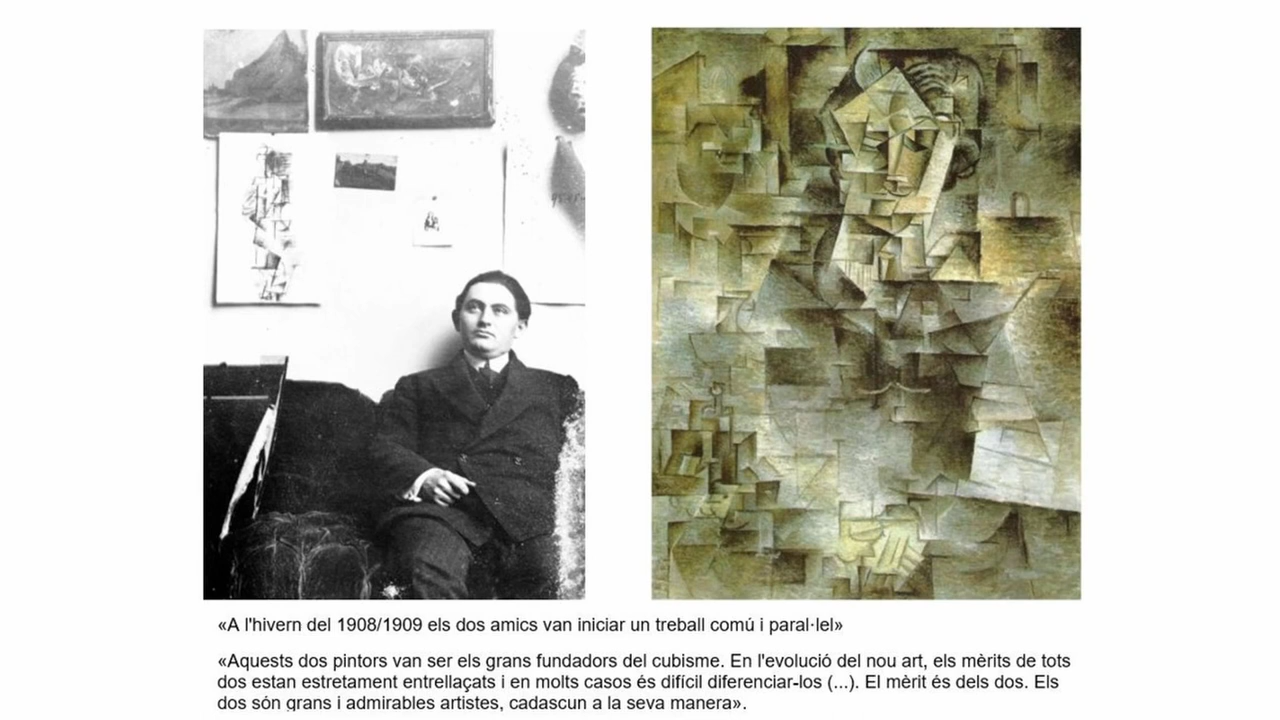 «A l'hivern del 1908/1909 els dos amics van iniciar un treball comú i paral·lel»
«Aquests dos pintors van ser els grans fundadors del cubisme. En l'evolució del nou art, els mèrits de tots
dos estan estretament entrellaçats i en molts casos és difícil diferenciar-los (...). El mèrit és dels dos. Els
dos són grans i admirables artistes, cadascun a la seva manera».